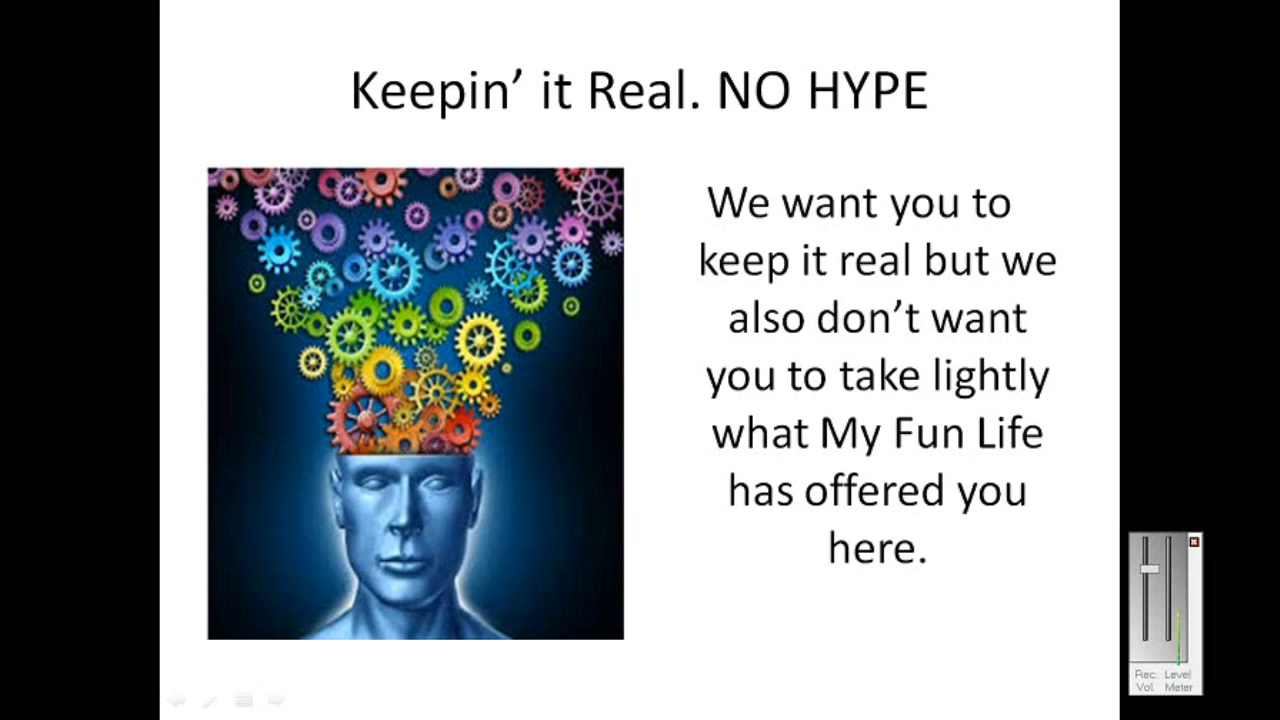 Keepin’ it Real. NO HYPE
We want you to
keep it real but we
also don’t want
you to take lightly
what My Fun Life
has offered you
here.
Rec. Level
Vol. Meter